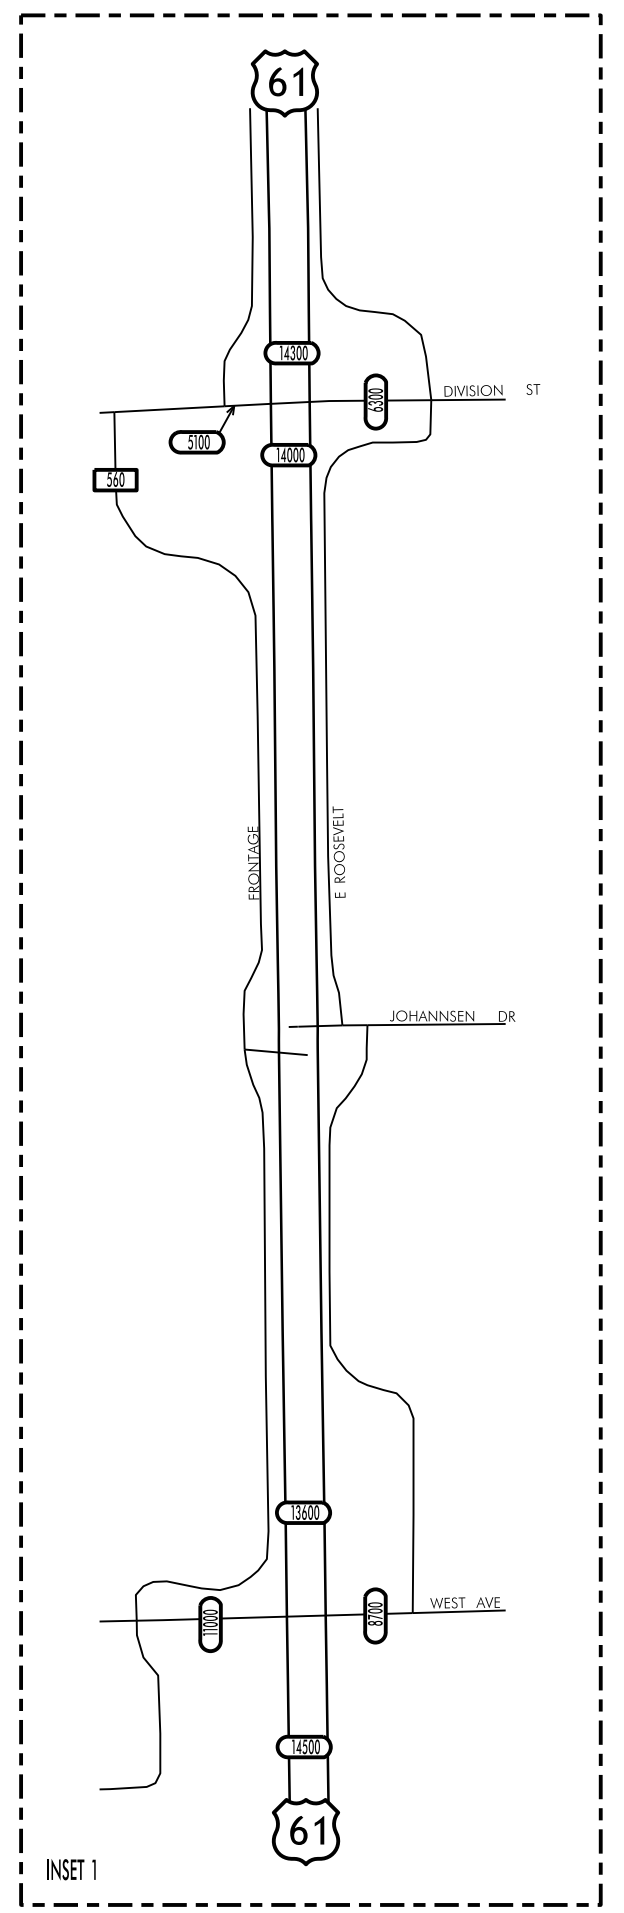 61
14300
6300
DIVISION ST
5100
14000
560
FRONTAGE
E ROOSEVELT
JOHANNSEN DR
13600
11000
8700
WEST AVE
14500
61
INSET 1